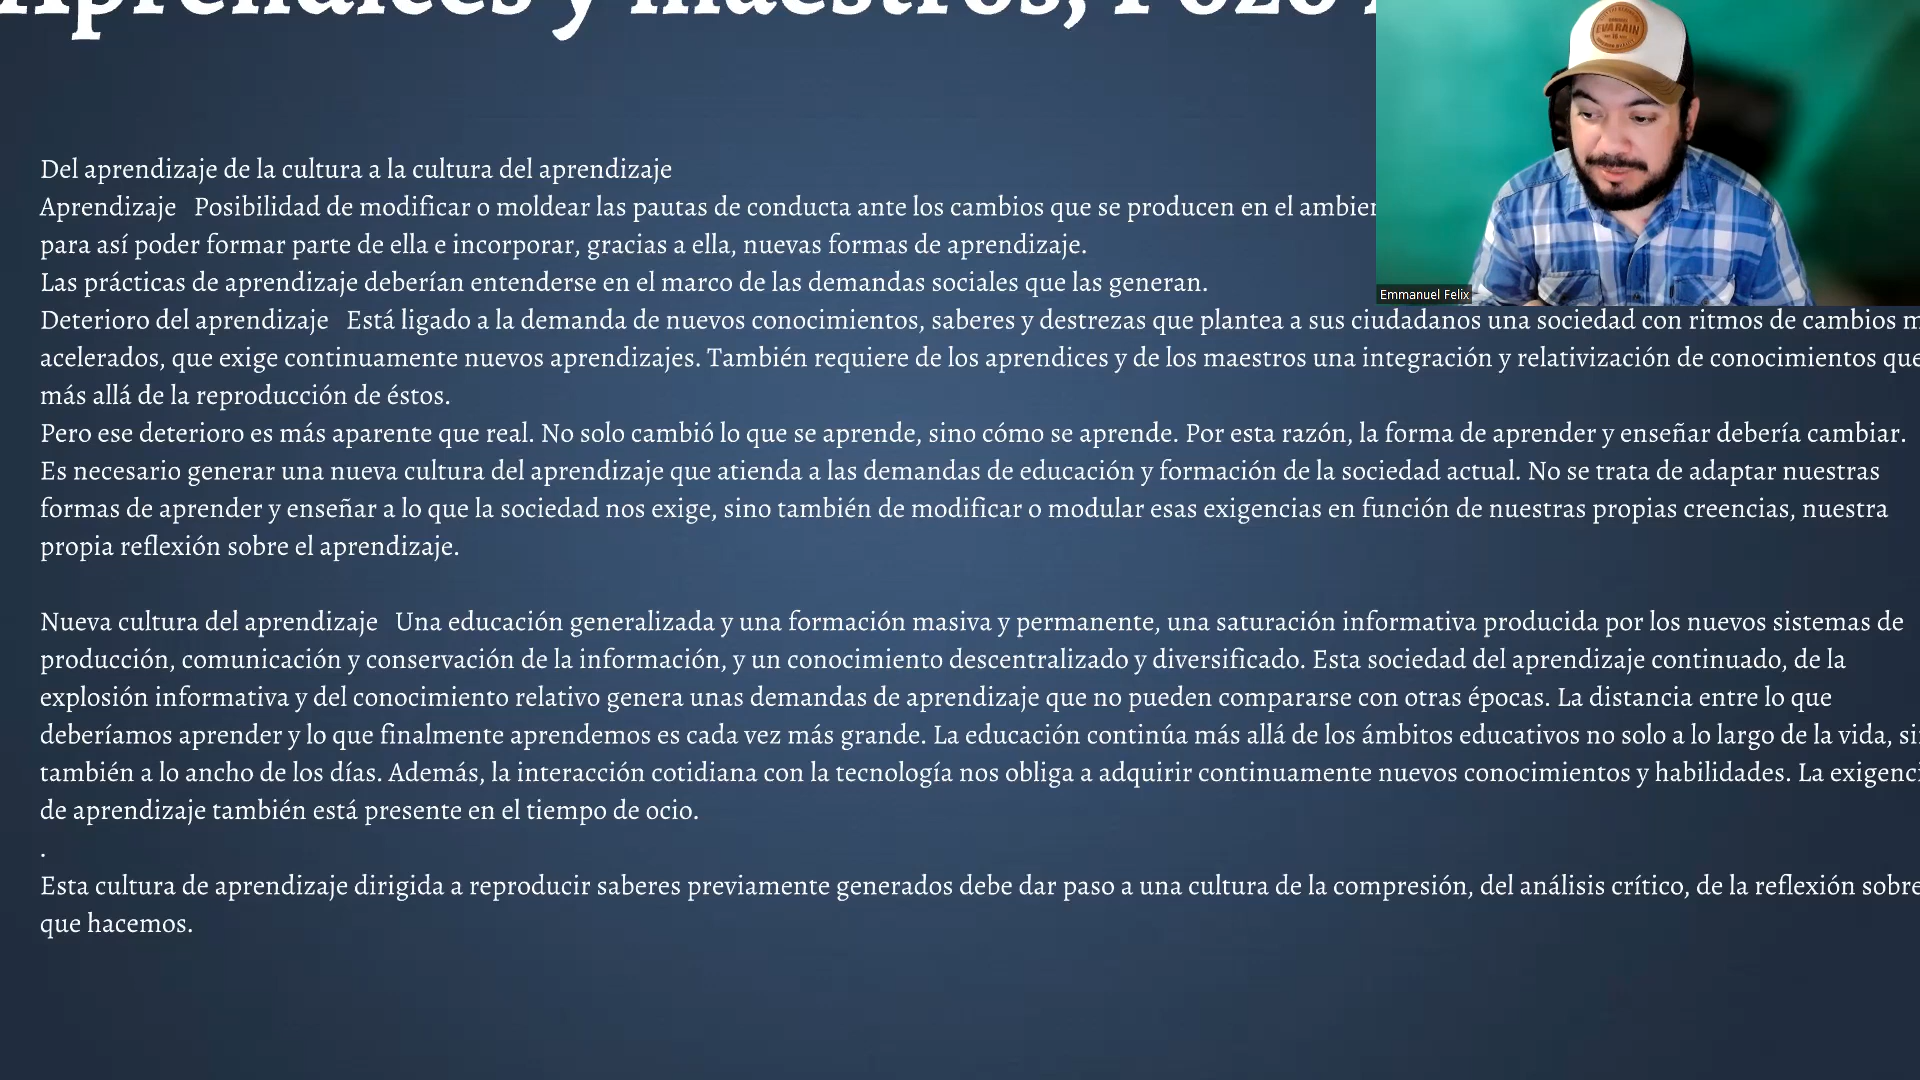 Aprendices y maestros, Pozo
EVARAIN
Del aprendizaje de la cultura a la cultura del aprendizaje
Aprendizaje   Posibilidad de modificar o moldear las pautas de conducta ante los cambios que se producen en el
para así poder formar parte de ella e incorporar, gracias a ella, nuevas formas de aprendizaje.
Las prácticas de aprendizaje deberían entenderse en el marco de las demandas sociales que las generan.
Emmanuel Felix
Deterioro del aprendizaje   Está ligado a la demanda de nuevos conocimientos, saberes y destrezas que plantea a sus ciudadanos una sociedad con ritmos de cambios
acelerados, que exige continuamente nuevos aprendizajes. También requiere de los aprendices y de los maestros una integración y relativización de conocimientos que
más allá de la reproducción de éstos.
Pero ese deterioro es más aparente que real. No solo cambió lo que se aprende, sino cómo se aprende. Por esta razón, la forma de aprender y enseñar debería cambiar.
Es necesario generar una nueva cultura del aprendizaje que atienda a las demandas de educación y formación de la sociedad actual. No se trata de adaptar nuestras
formas de aprender y enseñar a lo que la sociedad nos exige, sino también de modificar o modular esas exigencias en función de nuestras propias creencias, nuestra
propia reflexión sobre el aprendizaje.
Nueva cultura del aprendizaje   Una educación generalizada y una formación masiva y permanente, una saturación informativa producida por los nuevos sistemas de
producción, comunicación y conservación de la información, y un conocimiento descentralizado y diversificado. Esta sociedad del aprendizaje continuado, de la
explosión informativa y del conocimiento relativo genera unas demandas de aprendizaje que no pueden compararse con otras épocas. La distancia entre lo que
deberíamos aprender y lo que finalmente aprendemos es cada vez más grande. La educación continúa más allá de los ámbitos educativos no solo a lo largo de la vida,
también a lo ancho de los días. Además, la interacción cotidiana con la tecnología nos obliga a adquirir continuamente nuevos conocimientos y habilidades. La
de aprendizaje también está presente en el tiempo de ocio.
.
Esta cultura de aprendizaje dirigida a reproducir saberes previamente generados debe dar paso a una cultura de la compresión, del análisis crítico, de la reflexión sobre
que hacemos.